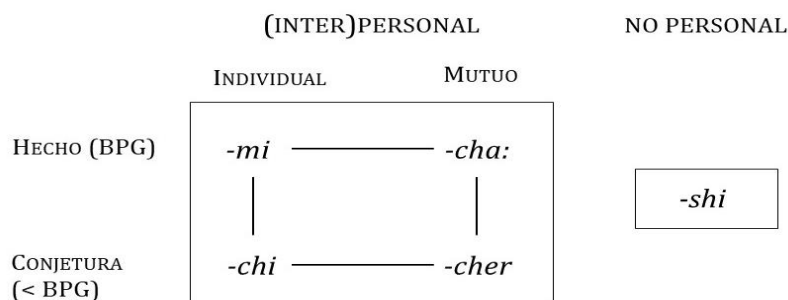 (INTER)PERSONAL NO PERSONAL
INDIVIDUAL MUTUO
HECHO (BPG) -mi -cha:
-shi
CONJETURA -chi -cher
(< BPG)